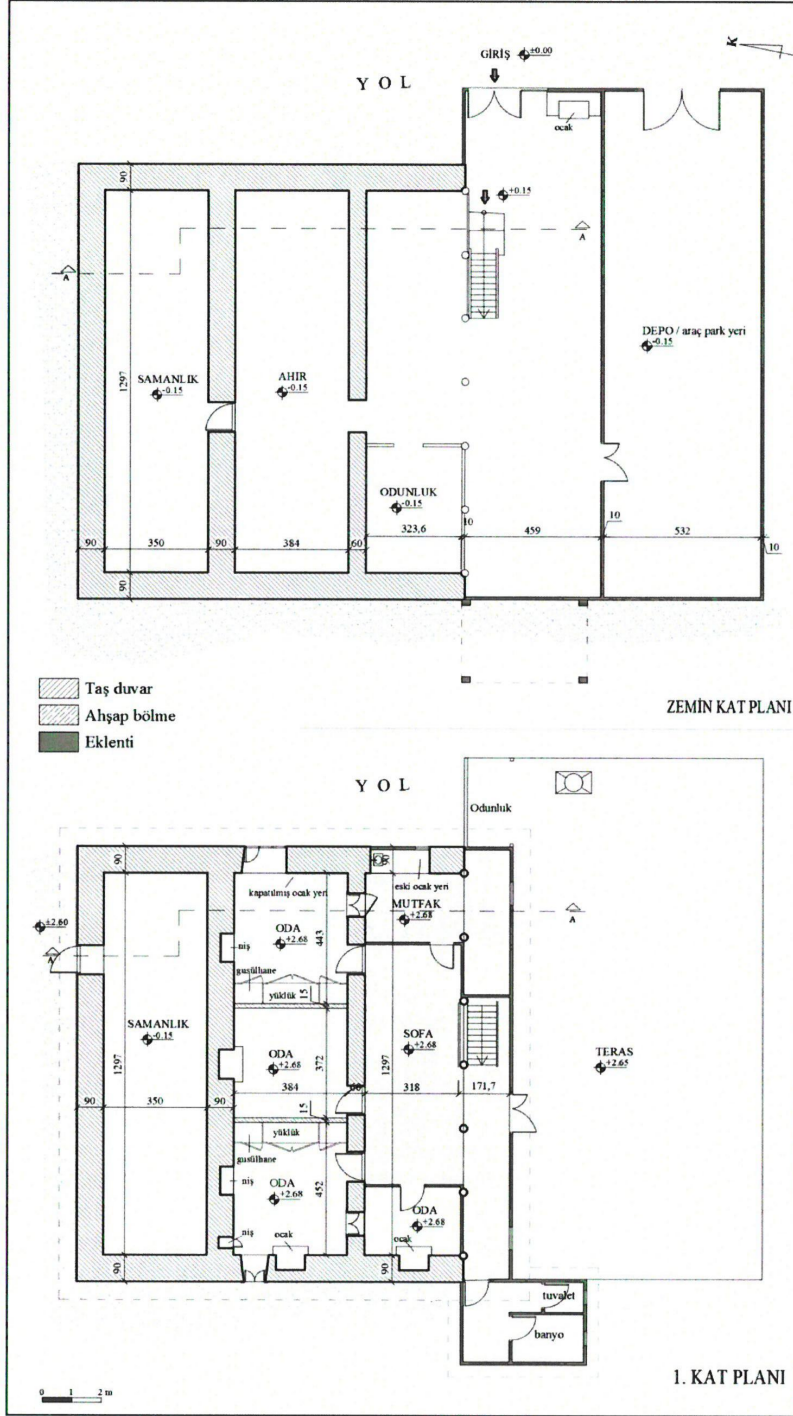 K
GİRİŞ ±0.00
Y O L
ocak
90
+0.15
A
A
DEPO / araç park yeri
-0.15
SAMANLIK
-0.15
AHIR
-0.15
1297
ODUNLUK
-0.15
90
350
90
384
60
323,6
10
459
10
532
10
90
Taş duvar
Ahşap bölme
Eklenti
ZEMİN KAT PLANI
Y O L
Odunluk
90
90
kapatılmış ocak yeri
eski ocak yeri
MUTFAK
+2.68
A
±2.60
A
ODA
+2.68
443
niş
gusülhane
yüklük
15
SAMANLIK
-0.15
SOFA
+2.68
ODA
+2.68
372
1297
1297
TERAS
+2.65
90
350
90
384
60
318
171,7
15
yüklük
gusülhane
niş
ODA
+2.68
452
ODA
+2.68
niş
ocak
ocak
90
90
tuvalet
banyo
1. KAT PLANI
0 1 2 m